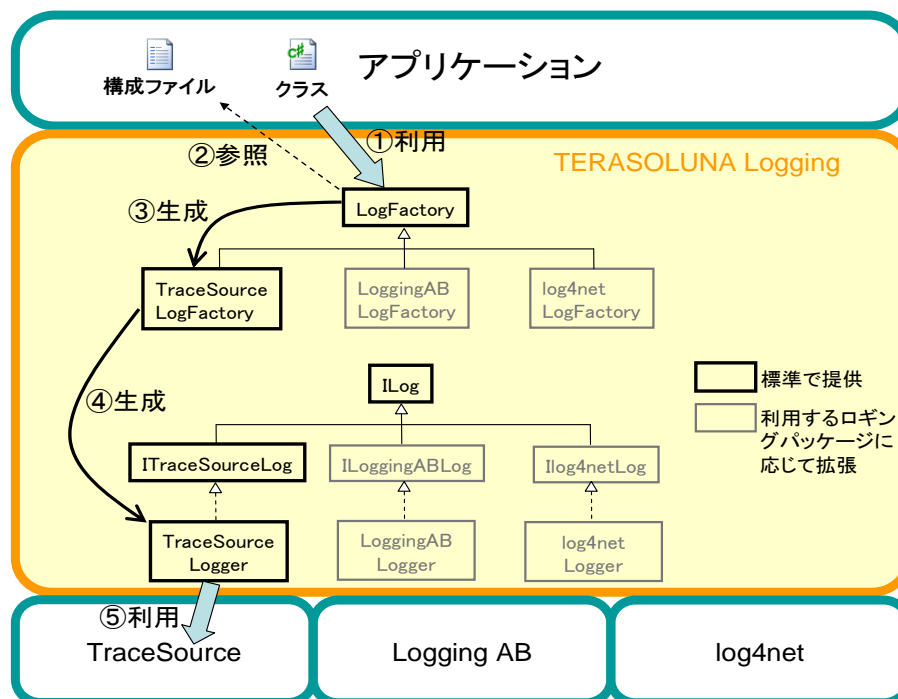 C#
アプリケーション
構成ファイル
クラス
①利用
②参照
TERASOLUNA Logging
LogFactory
③生成
TraceSource
LogFactory
LoggingAB
LogFactory
log4net
LogFactory
ILog
標準で提供
④生成
利用するロギン
グパッケージに
応じて拡張
ITraceSourceLog
ILoggingABLog
Ilog4netLog
TraceSource
Logger
LoggingAB
Logger
log4net
Logger
⑤利用
TraceSource
Logging AB
log4net